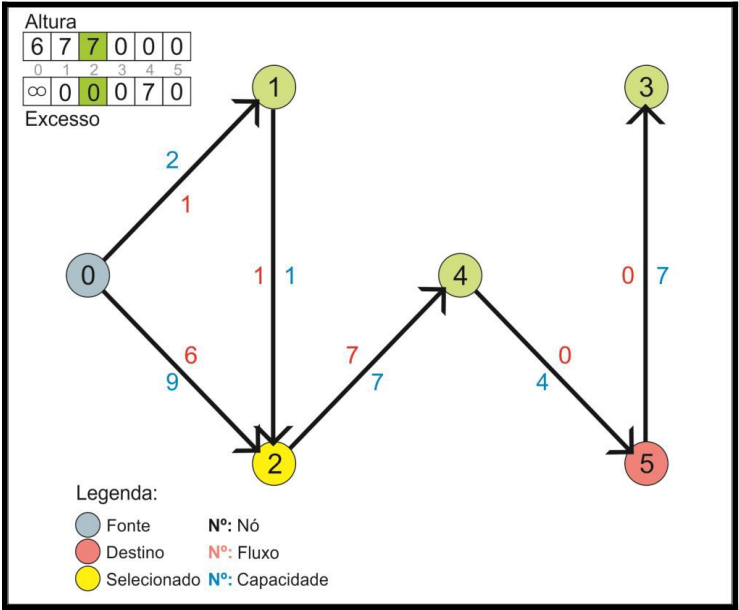 Altura
6 7 7 0 0 0
0 1 2 3 4 5
∞ 0 0 0 7 0
Excesso
1
3
2
1
0
4
1 1
0 7
6
9
7
7
0
4
2
5
Legenda:
Fonte Nº: Nó
Destino Nº: Fluxo
Selecionado Nº: Capacidade